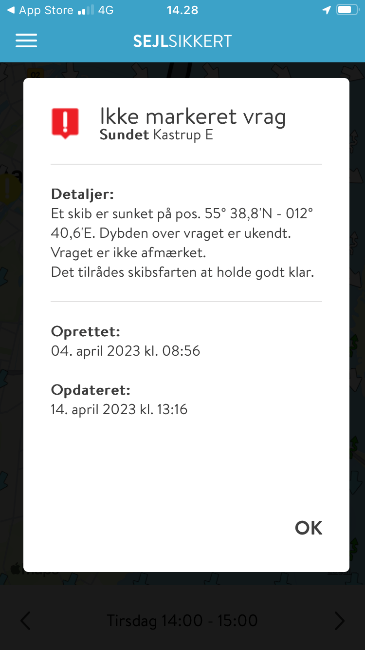 App Store 4G 14.28
SEJLSIKKERT
Ikke markeret vrag
Sundet Kastrup E
Detaljer:
Et skib er sunket på pos. 55° 38,8'N - 012°
40,6'E. Dybden over vraget er ukendt.
Vraget er ikke afmærket.
Det tilrådes skibsfarten at holde godt klar.
Oprettet:
04. april 2023 kl. 08:56
Opdateret:
14. april 2023 kl. 13:16
OK
Tirsdag 14:00 - 15:00